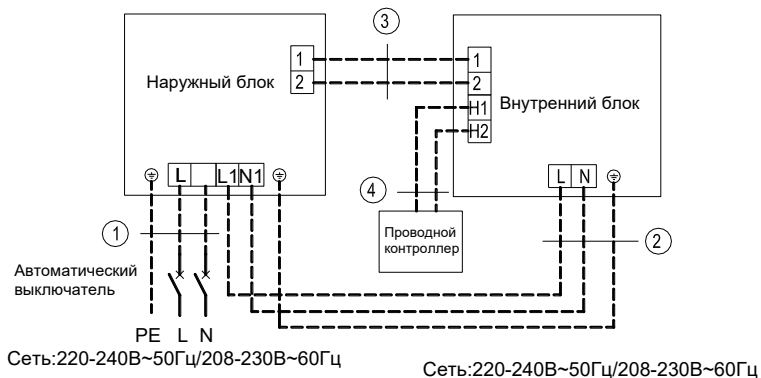 3
1
2
Наружный блок
1
2
H1
H2
Внутренний блок
L L1 N1
L N
4
1
Проводной
контроллер
2
Автоматический
выключатель
PE L N
Сеть:220-240В~50Гц/208-230В~60Гц
Сеть:220-240В~50Гц/208-230В~60Гц